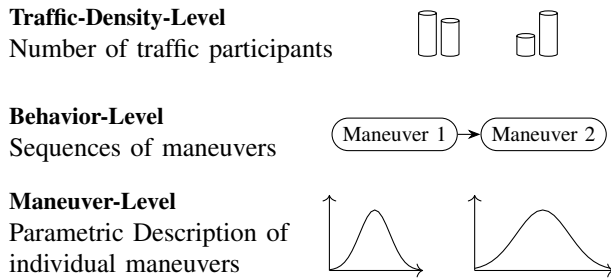 Traffic-Density-Level
Number of traffic participants
Behavior-Level
Sequences of maneuvers
Maneuver 1
Maneuver 2
Maneuver-Level
Parametric Description of
individual maneuvers